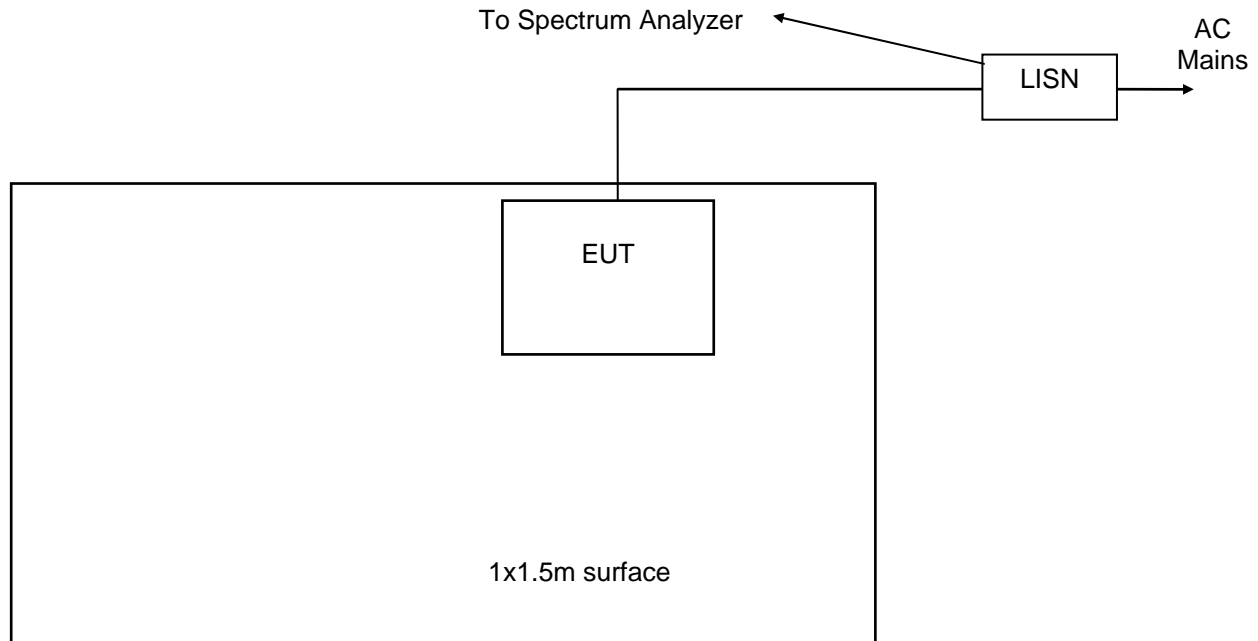 To Spectrum Analyzer
AC
Mains
LISN
EUT
1x1.5m surface